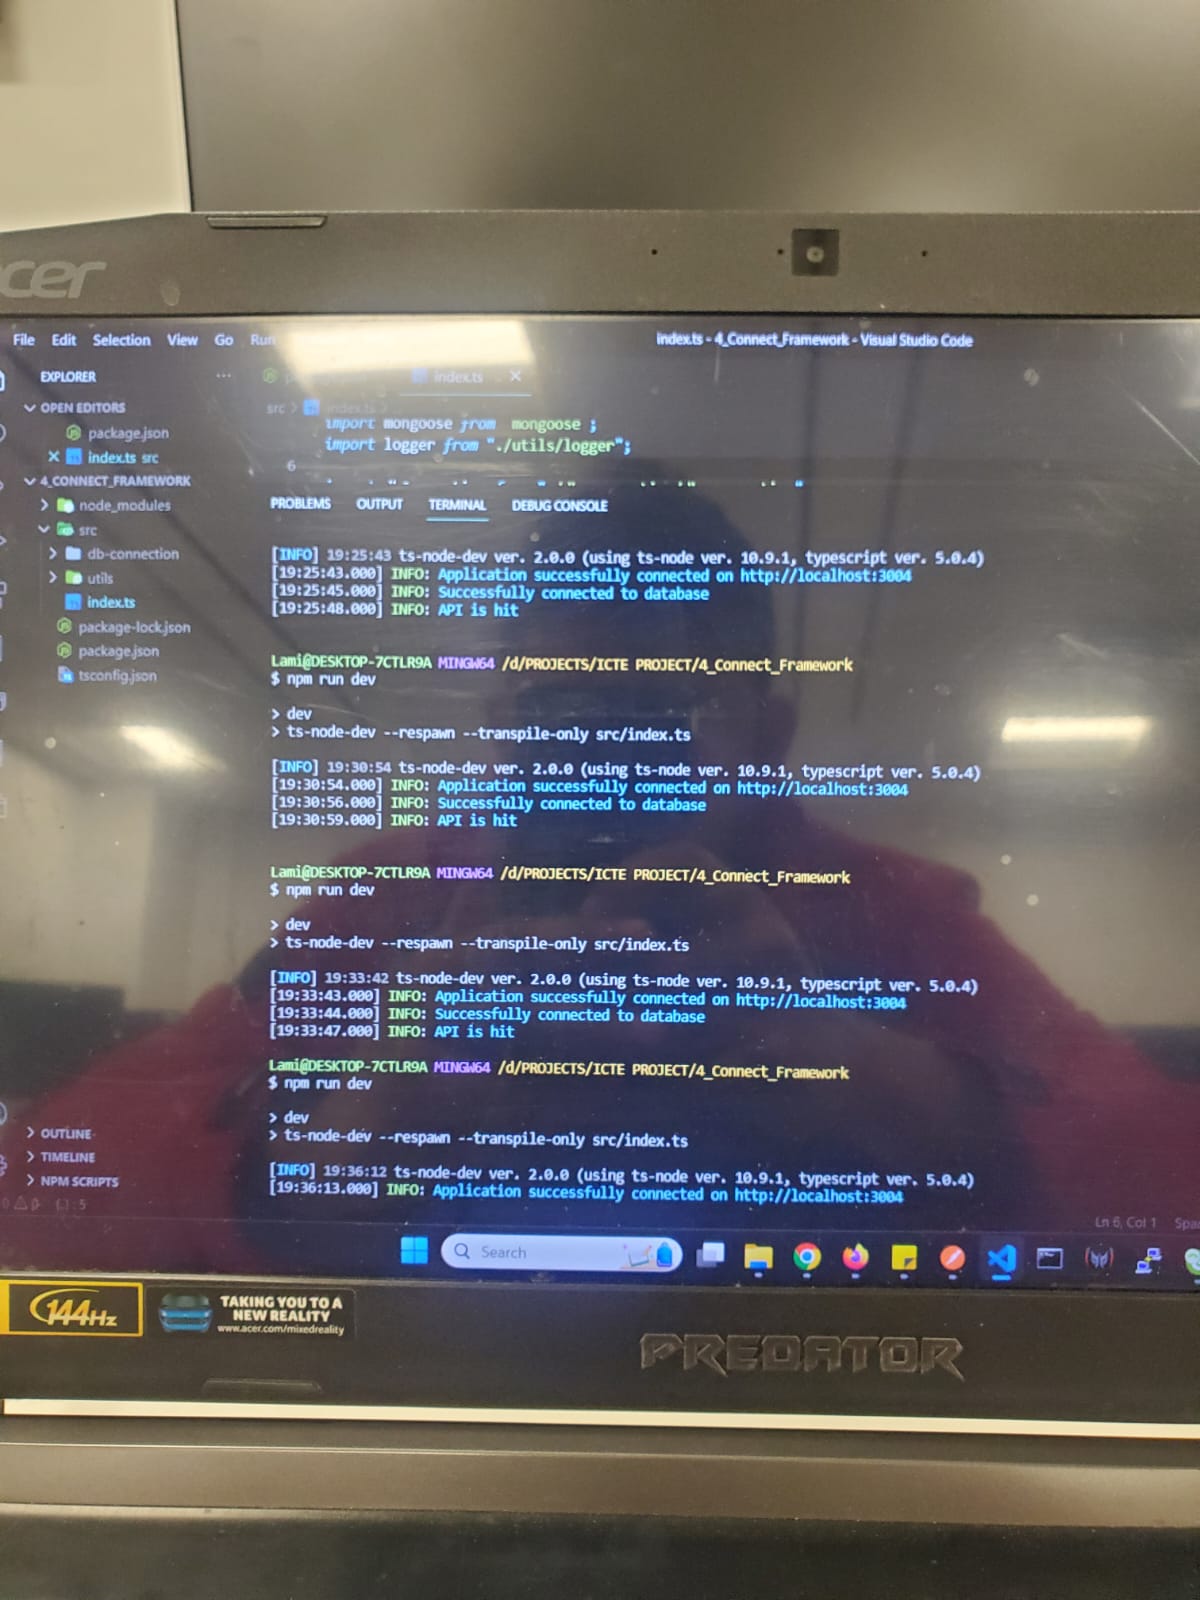 acer
File Edit Selection View Go Run
index.ts - 4_Connect_Framework - Visual Studio Code
EXPLORER
index.ts
OPEN EDITORS
src > index.ts >
package.json
import mongoose from mongoose ;
index.ts src
import logger from "./utils/logger";
6
4_CONNECT_FRAMEWORK
node_modules
src
db-connection
utils
index.ts
package-lock.json
package.json
tsconfig.json
PROBLEMS OUTPUT TERMINAL DEBUG CONSOLE
[INFO] 19:25:43 ts-node-dev ver. 2.0.0 (using ts-node ver. 10.9.1, typescript ver. 5.0.4)
[19:25:43.000] INFO: Application successfully connected on http://localhost:3004
[19:25:45.000] INFO: Successfully connected to database
[19:25:48.000] INFO: API is hit
Lami@DESKTOP-7CTLR9A MINGW64 /d/PROJECTS/ICTE PROJECT/4_Connect_Framework
$ npm run dev
> dev
> ts-node-dev --respawn --transpile-only src/index.ts
[INFO] 19:30:54 ts-node-dev ver. 2.0.0 (using ts-node ver. 10.9.1, typescript ver. 5.0.4)
[19:30:54.000] INFO: Application successfully connected on http://localhost:3004
[19:30:56.000] INFO: Successfully connected to database
[19:30:59.000] INFO: API is hit
Lami@DESKTOP-7CTLR9A MINGW64 /d/PROJECTS/ICTE PROJECT/4_Connect_Framework
$ npm run dev
> dev
> ts-node-dev --respawn --transpile-only src/index.ts
[INFO] 19:33:42 ts-node-dev ver. 2.0.0 (using ts-node ver. 10.9.1, typescript ver. 5.0.4)
[19:33:43.000] INFO: Application successfully connected on http://localhost:3004
[19:33:44.000] INFO: Successfully connected to database
[19:33:47.000] INFO: API is hit
Lami@DESKTOP-7CTLR9A MINGW64 /d/PROJECTS/ICTE PROJECT/4_Connect_Framework
$ npm run dev
> dev
> ts-node-dev --respawn --transpile-only src/index.ts
[INFO] 19:36:12 ts-node-dev ver. 2.0.0 (using ts-node ver. 10.9.1, typescript ver. 5.0.4)
[19:36:13.000] INFO: Application successfully connected on http://localhost:3004
OUTLINE
TIMELINE
NPM SCRIPTS
Ln 6, Col 1
Search
144Hz
TAKING YOU TO A
NEW REALITY
www.acer.com/mixedreality
PREDATOR